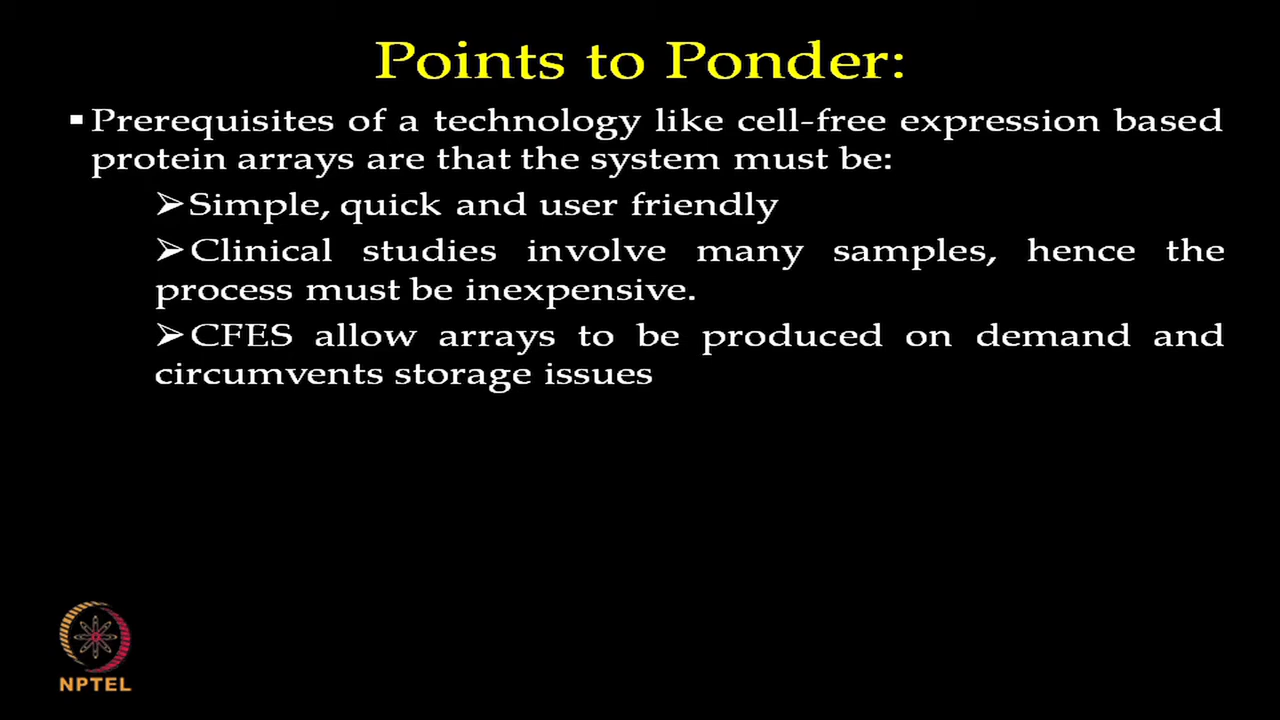 Points to Ponder:
▪Prerequisites of a technology like cell-free expression based
protein arrays are that the system must be:
➢Simple, quick and user friendly
➢Clinical studies involve many samples, hence the
process must be inexpensive.
➢CFES allow arrays to be produced on demand and
circumvents storage issues
NPTEL